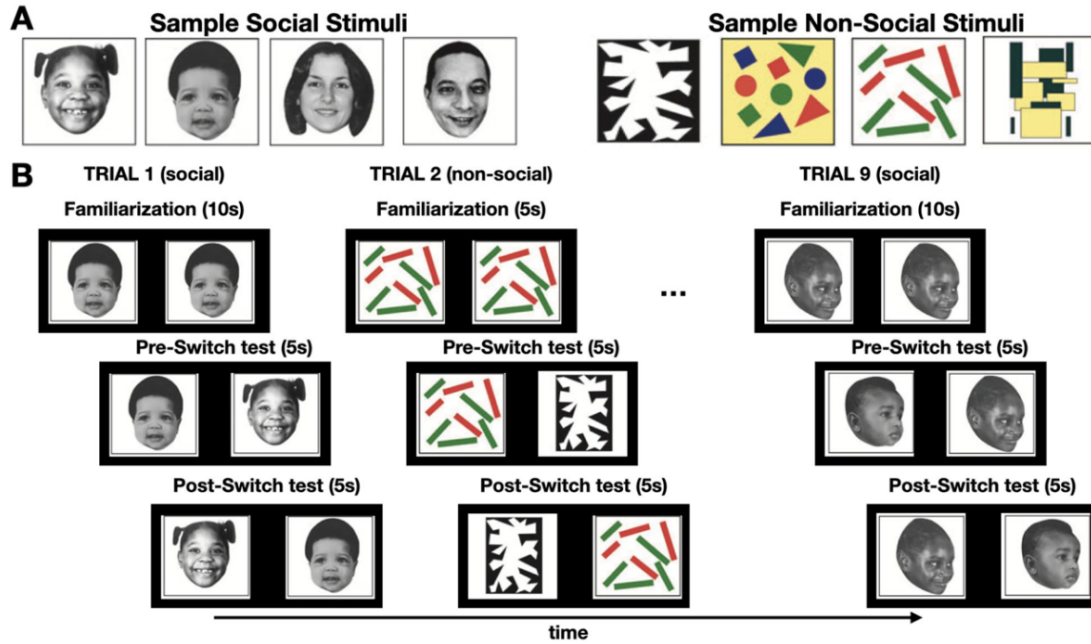 A
Sample Social Stimuli
Sample Non-Social Stimuli
B
TRIAL 1 (social)
TRIAL 2 (non-social)
TRIAL 9 (social)
Familiarization (10s)
Familiarization (5s)
Familiarization (10s)
...
Pre-Switch test (5s)
Pre-Switch test (5s)
Pre-Switch test (5s)
Post-Switch test (5s)
Post-Switch test (5s)
Post-Switch test (5s)
time